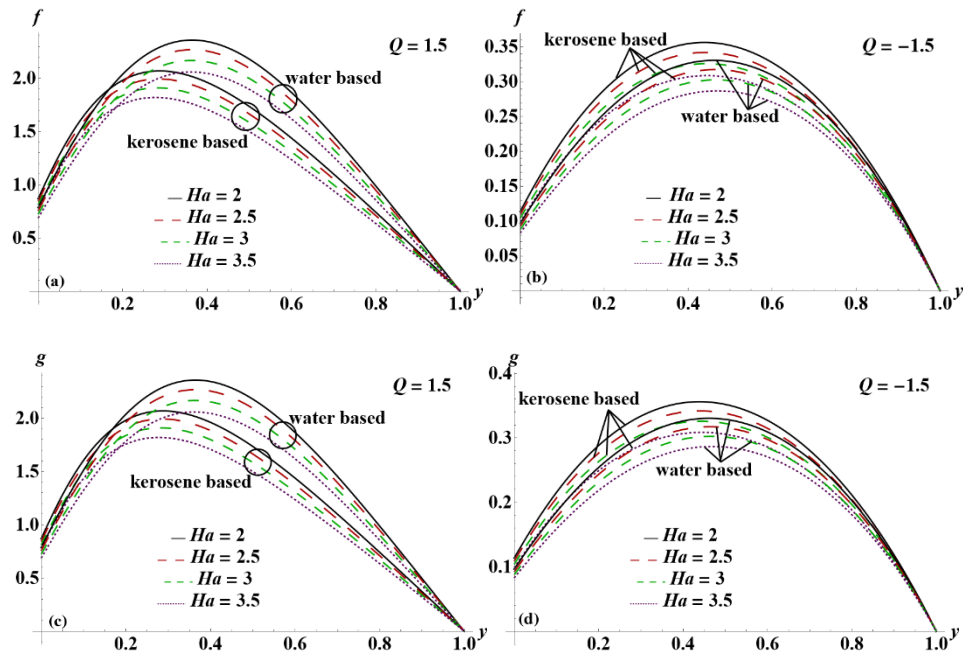 f
Q = 1.5
2.0
1.5
1.0
0.5
water based
kerosene based
Ha = 2
Ha = 2.5
Ha = 3
Ha = 3.5
(a)
0.2 0.4 0.6 0.8 1.0 y
f
Q = −1.5
0.35
0.30
0.25
0.20
0.15
0.10
0.05
kerosene based
water based
Ha = 2
Ha = 2.5
Ha = 3
Ha = 3.5
(b)
0.2 0.4 0.6 0.8 1.0 y
g
Q = 1.5
2.0
1.5
1.0
0.5
water based
kerosene based
Ha = 2
Ha = 2.5
Ha = 3
Ha = 3.5
(c)
0.2 0.4 0.6 0.8 1.0 y
g
Q = −1.5
0.4
0.3
0.2
0.1
kerosene based
water based
Ha = 2
Ha = 2.5
Ha = 3
Ha = 3.5
(d)
0.2 0.4 0.6 0.8 1.0 y